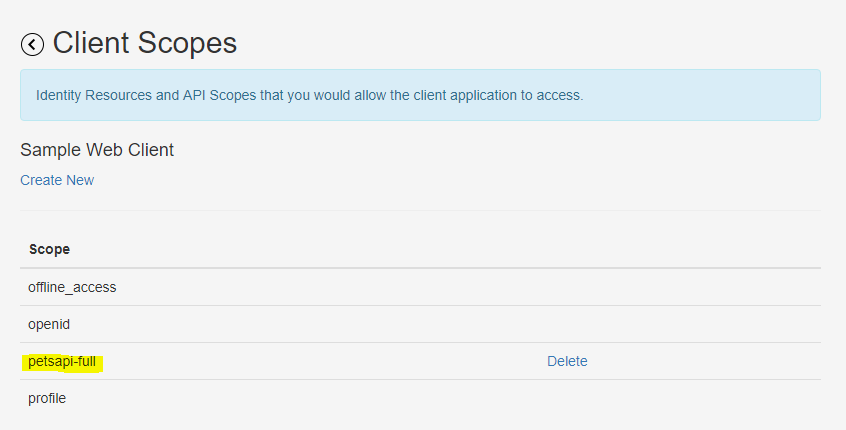 Client Scopes
Identity Resources and API Scopes that you would allow the client application to access.
Sample Web Client
Create New
Scope
offline_access
openid
petsapi-full Delete
profile